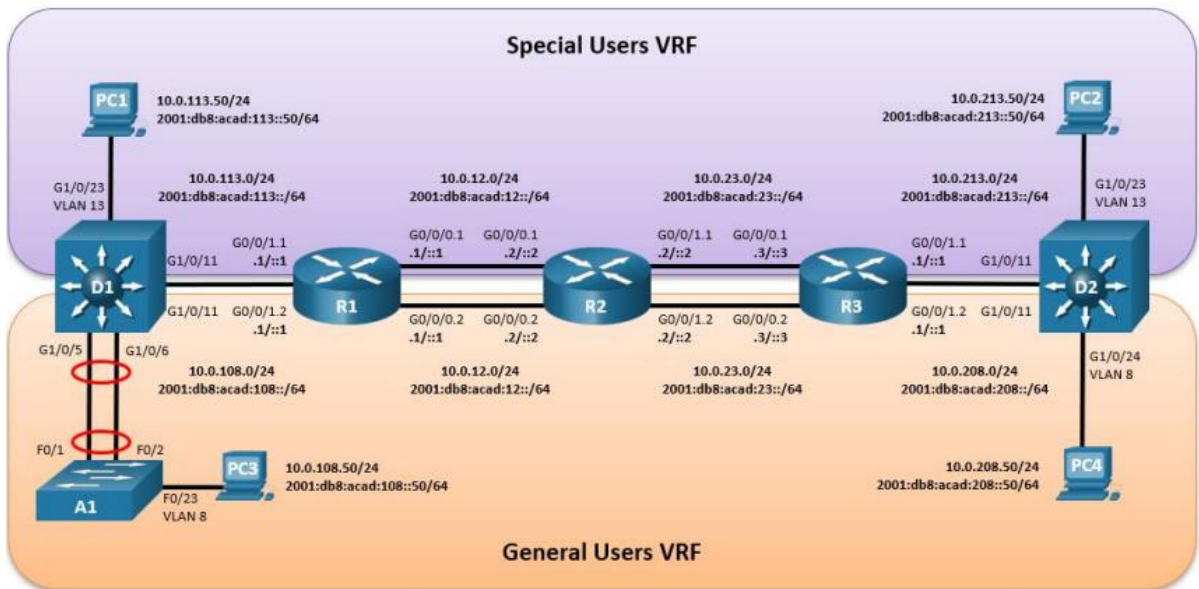 Special Users VRF
PC1
10.0.113.50/24
2001:db8:acad:113::50/64
10.0.213.50/24
2001:db8:acad:213::50/64
PC2
G1/0/23
VLAN 13
10.0.113.0/24
2001:db8:acad:113::/64
10.0.12.0/24
2001:db8:acad:12::/64
10.0.23.0/24
2001:db8:acad:23::/64
10.0.213.0/24
2001:db8:acad:213::/64
G1/0/23
VLAN 13
D1
G1/0/11
G0/0/1.1
.1/::1
R1
G0/0/0.1
.1/::1
G0/0/0.1
.2/::2
R2
G0/0/1.1
.2/::2
G0/0/0.1
.3/::3
R3
G0/0/1.1
.1/::1
G1/0/11
D2
G1/0/11
G0/0/1.2
.1/::1
G0/0/0.2
.1/::1
G0/0/0.2
.2/::2
G0/0/1.2
.2/::2
G0/0/0.2
.3/::3
G0/0/1.2
.1/::1
G1/0/11
G1/0/5
G1/0/6
10.0.108.0/24
2001:db8:acad:108::/64
10.0.12.0/24
2001:db8:acad:12::/64
10.0.23.0/24
2001:db8:acad:23::/64
10.0.208.0/24
2001:db8:acad:208::/64
G1/0/24
VLAN 8
F0/1
F0/2
A1
F0/23
VLAN 8
PC3
10.0.108.50/24
2001:db8:acad:108::50/64
10.0.208.50/24
2001:db8:acad:208::50/64
PC4
General Users VRF